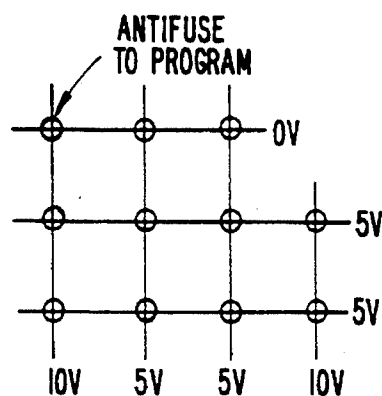 ANTIFUSE
TO PROGRAM
0V
5V
5V
10V 5V 5V 10V